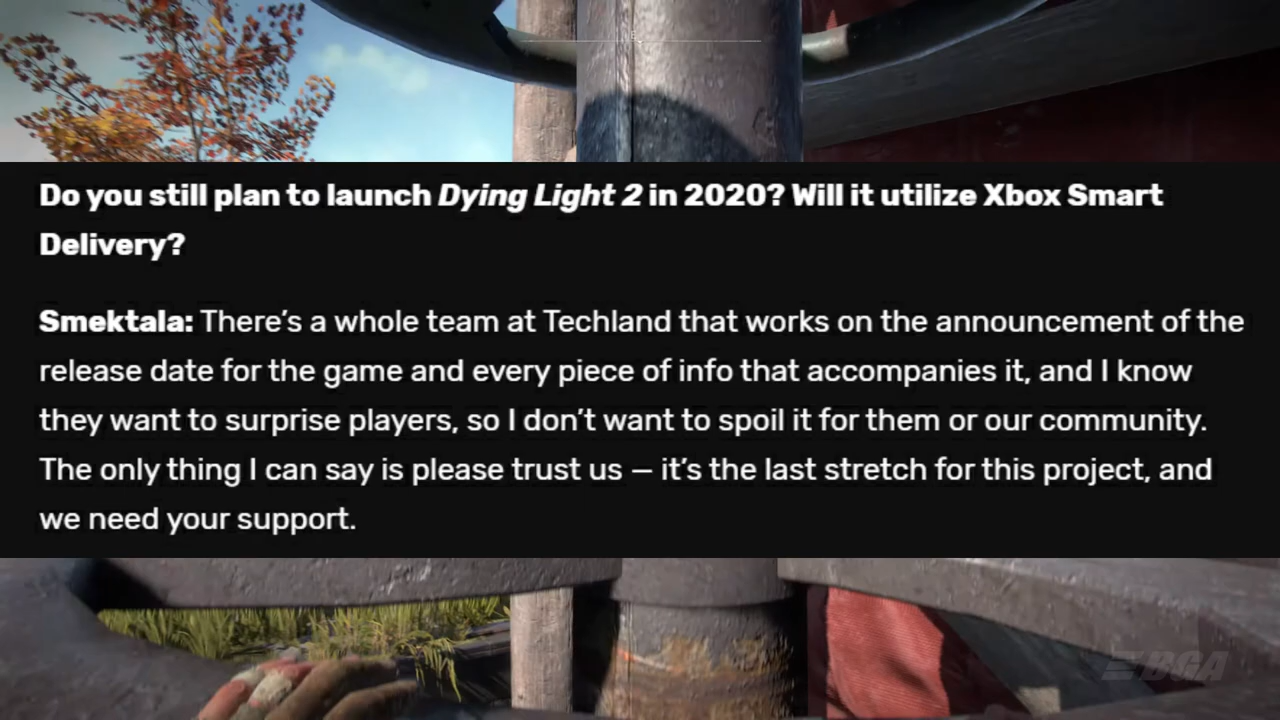 Do you still plan to launch Dying Light 2 in 2020? Will it utilize Xbox Smart
Delivery?
Smektala: There's a whole team at Techland that works on the announcement of the
release date for the game and every piece of info that accompanies it, and I know
they want to surprise players, so I don't want to spoil it for them or our community.
The only thing I can say is please trust us — it's the last stretch for this project, and
we need your support.
BGA